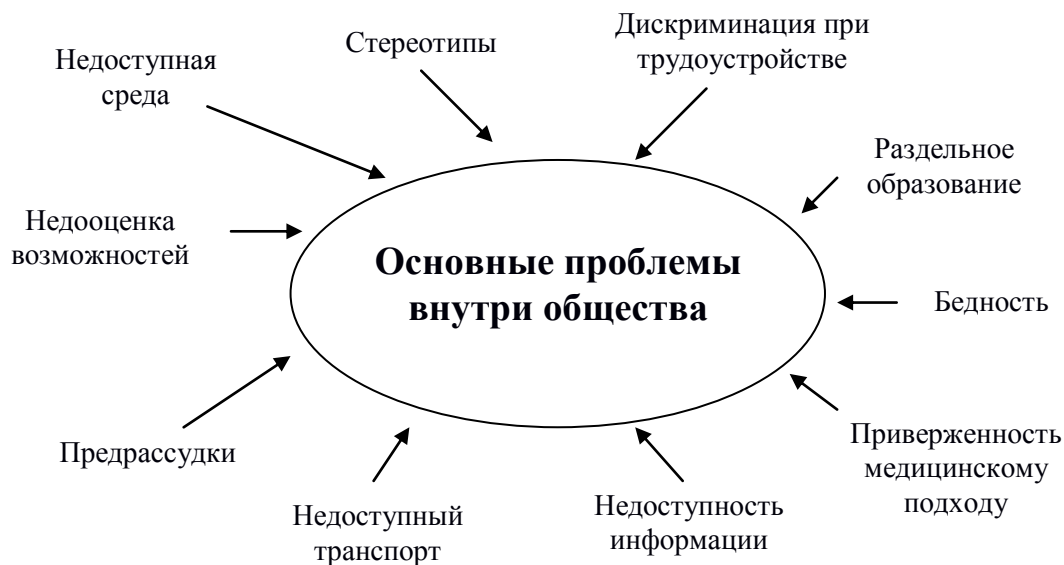 Стереотипы
Дискриминация при
трудоустройстве
Недоступная
среда
Раздельное
образование
Недооценка
возможностей
Основные проблемы
внутри общества
Бедность
Предрассудки
Приверженность
медицинскому
подходу
Недоступный
транспорт
Недоступность
информации